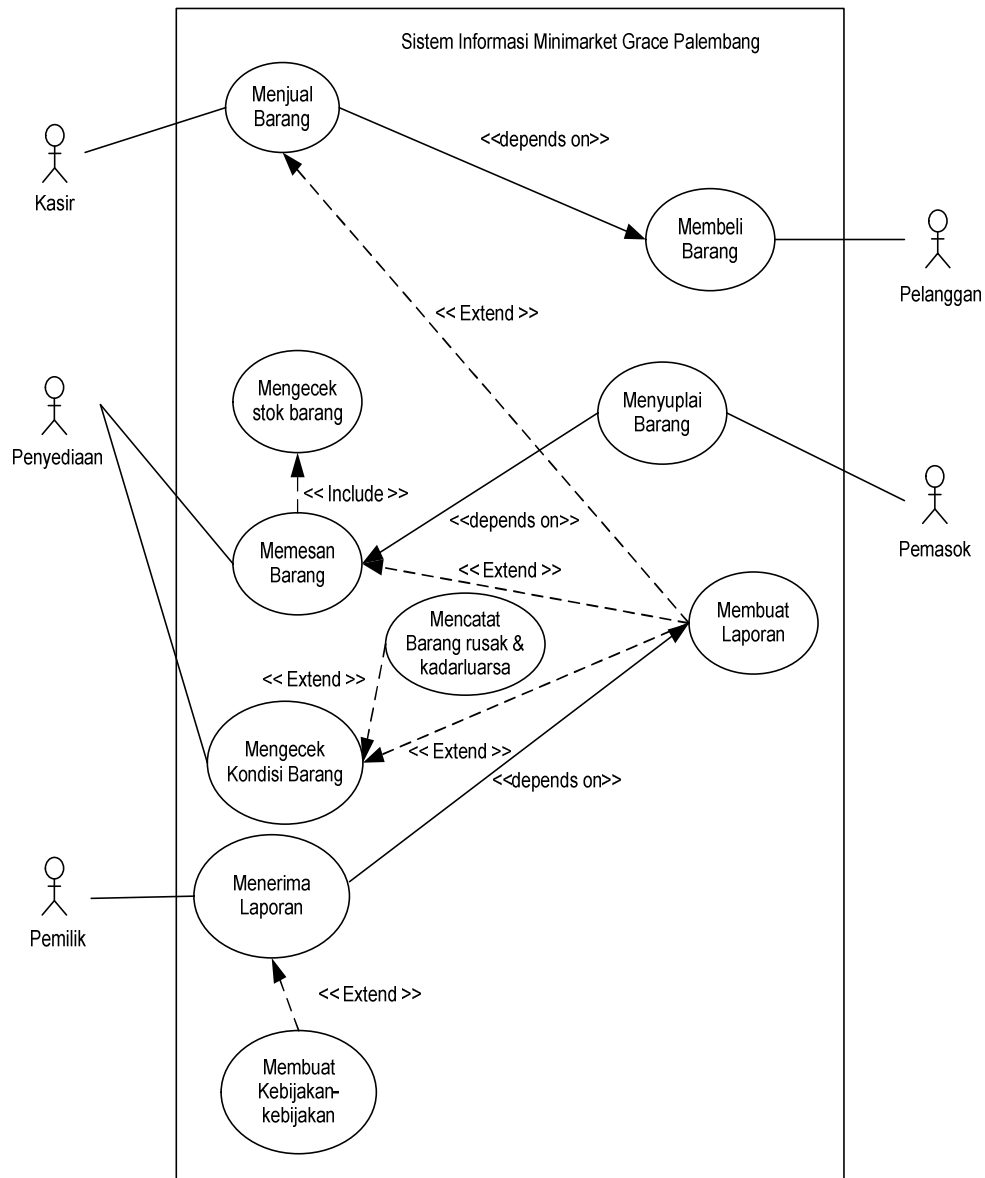 Sistem Informasi Minimarket Grace Palembang
Menjual
Barang
<<depends on>>
Kasir
Membeli
Barang
Pelanggan
<< Extend >>
Mengecek
stok barang
Menyuplai
Barang
Penyediaan
<< Include >>
<<depends on>>
Memesan
Barang
Pemasok
<< Extend >>
Membuat
Laporan
Mencatat
Barang rusak &
kadarluarsa
<< Extend >>
Mengecek
Kondisi Barang
<< Extend >>
<<depends on>>
Menerima
Laporan
Pemilik
<< Extend >>
Membuat
Kebijakan-
kebijakan